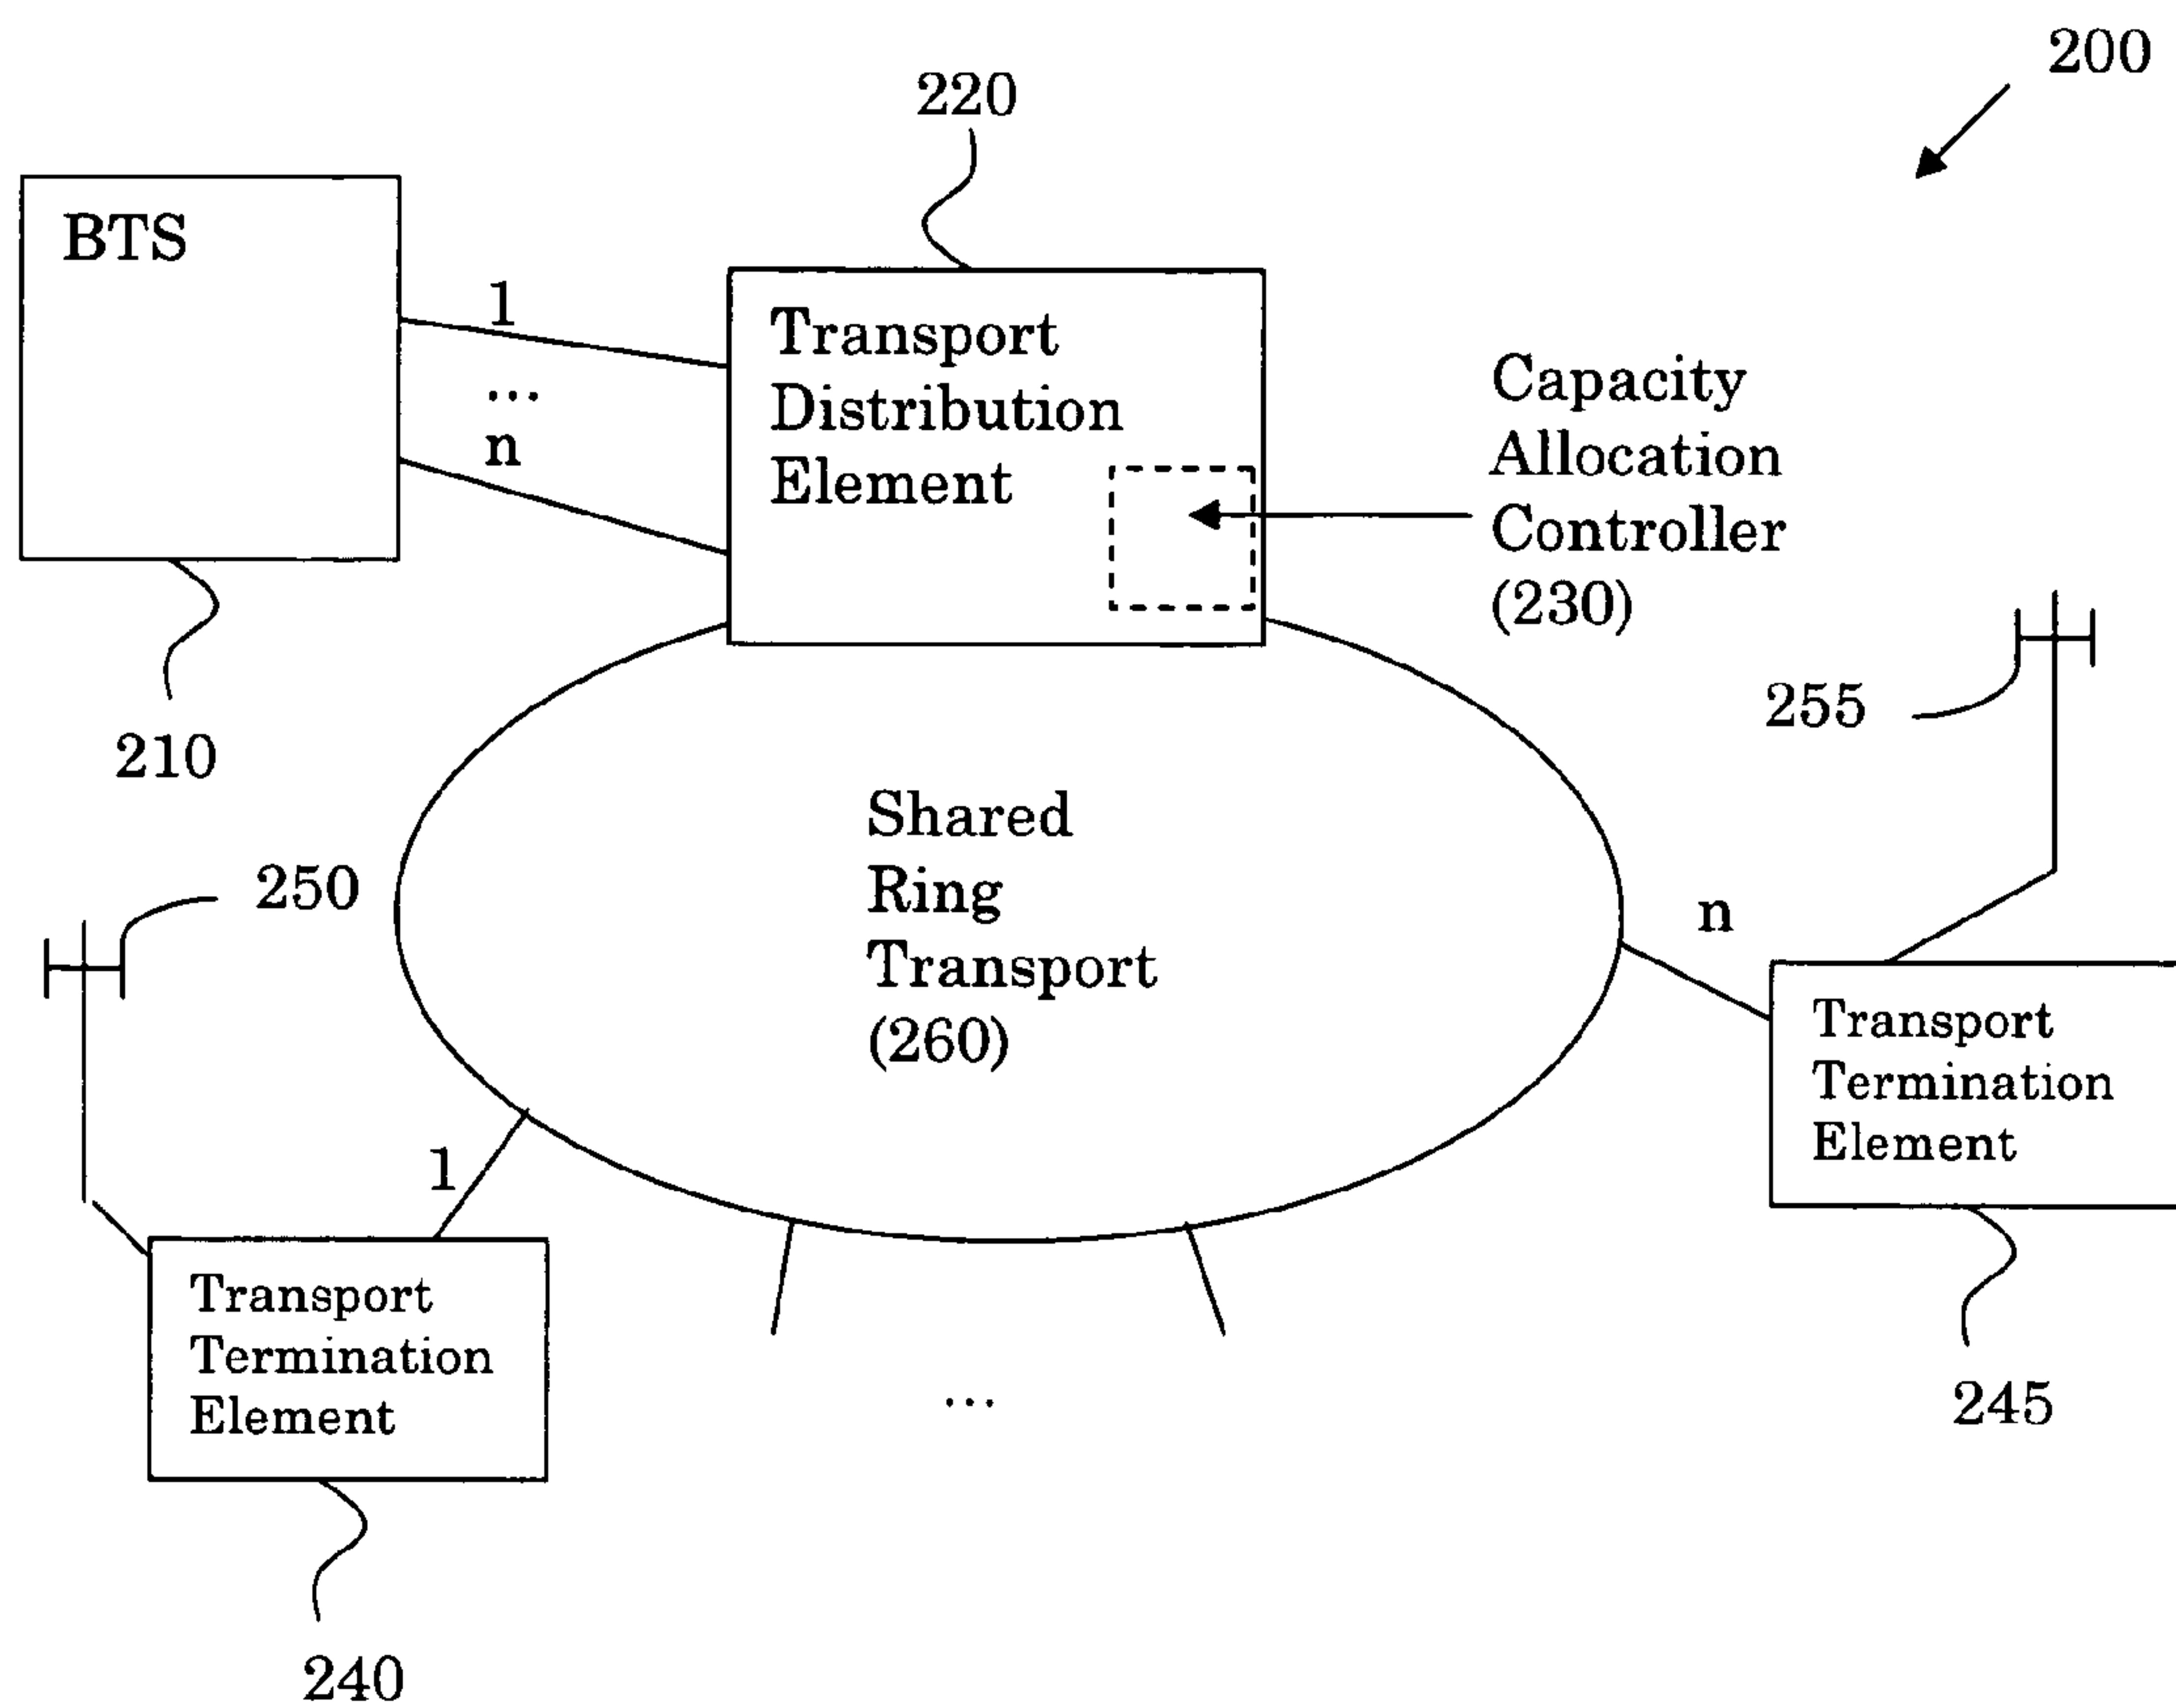 200
220
BTS
1
...
n
Transport
Distribution
Element
Capacity
Allocation
Controller
(230)
210
255
Shared
Ring
Transport
(260)
250
n
Transport
Termination
Element
1
Transport
Termination
Element
...
245
240